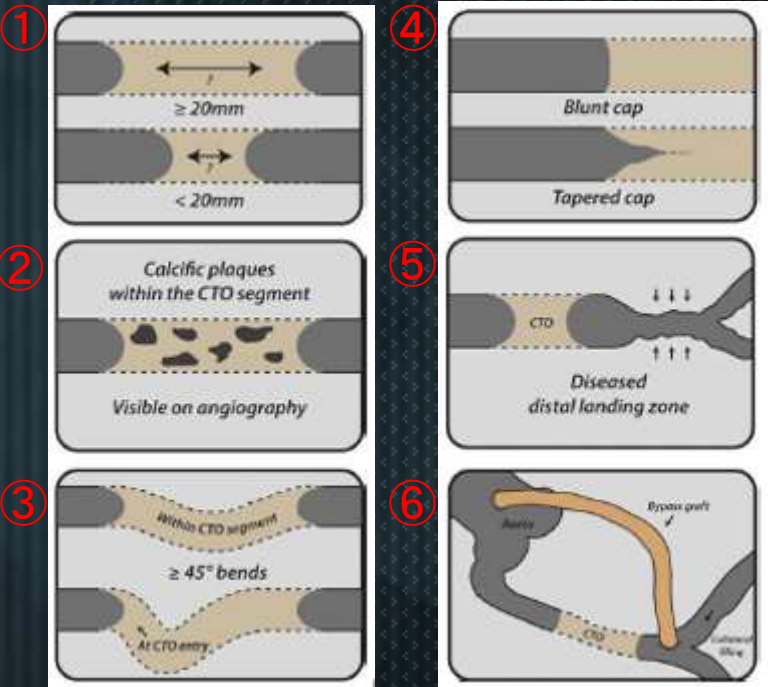 ①
?
≥ 20mm
?
< 20mm
②
Calcific plaques
within the CTO segment
Visible on angiography
③
Within CTO segment
≥ 45° bends
At CTO entry
④
Blunt cap
Tapered cap
⑤
CTO
Diseased
distal landing zone
⑥
Bypass graft
Aorta
CTO
Collateral
filling